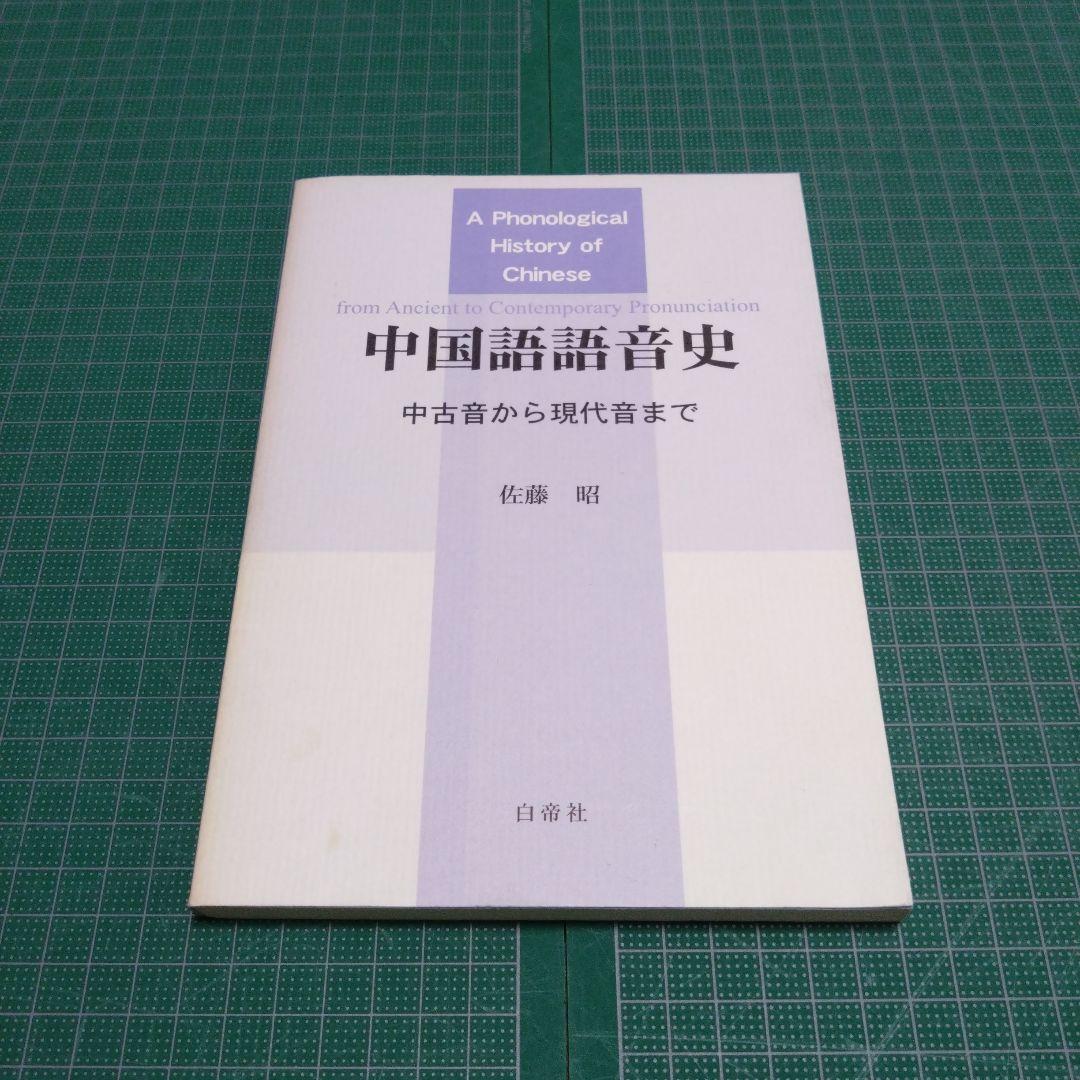 A Phonological
History of
Chinese
from Ancient to Contemporary Pronunciation
中国語語音史
中古音から現代音まで
佐藤 昭
白帝社